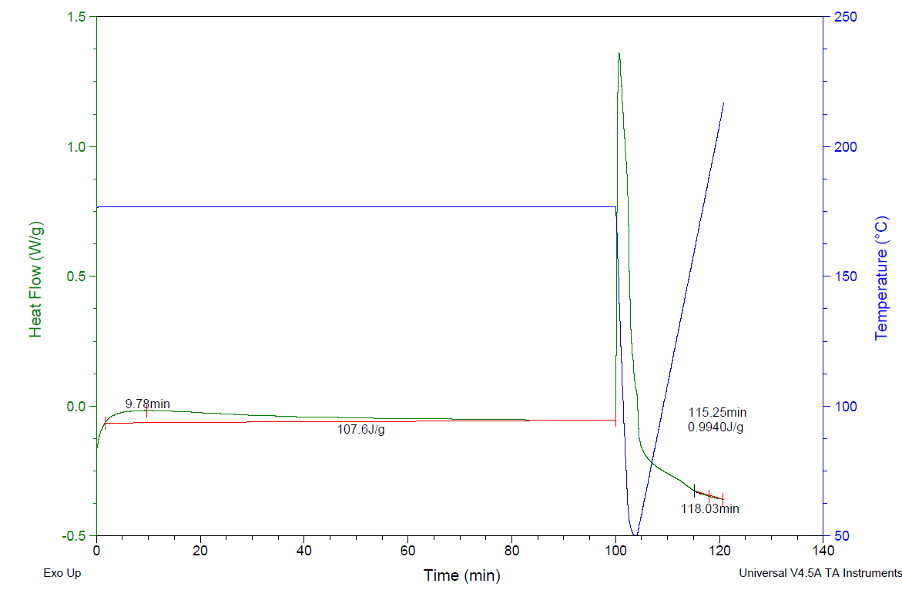 1.5
1.0
0.5
0.0
-0.5
Heat Flow (W/g)
250
200
150
100
50
Temperature (°C)
9.78min
107.6J/g
115.25min
0.9940J/g
118.03min
0 20 40 60 80 100 120 140
Exo Up
Time (min)
Universal V4.5A TA Instruments